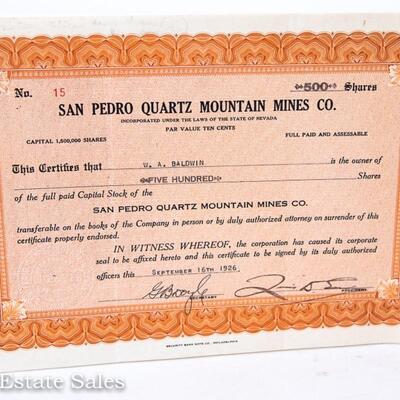 No. 15 **500** Shares
SAN PEDRO QUARTZ MOUNTAIN MINES CO.
INCORPORATED UNDER THE LAWS OF THE STATE OF NEVADA
PAR VALUE TEN CENTS
CAPITAL 1,500,000 SHARES FULL PAID AND ASSESSABLE
This Certifies that W. A. BALDWIN is the owner of
**FIVE HUNDRED** Shares
of the full paid Capital Stock of the
SAN PEDRO QUARTZ MOUNTAIN MINES CO.
transferable on the books of the Company in person or by duly authorized attorney on surrender of this
certificate properly endorsed.
IN WITNESS WHEREOF, the corporation has caused its corporate
seal to be affixed hereto and this certificate to be signed by its duly authorized
officers this September 16th 1926.
SECRETARY PRESIDENT
SECURITY BANK NOTE CO., PHILADELPHIA
Estate Sales